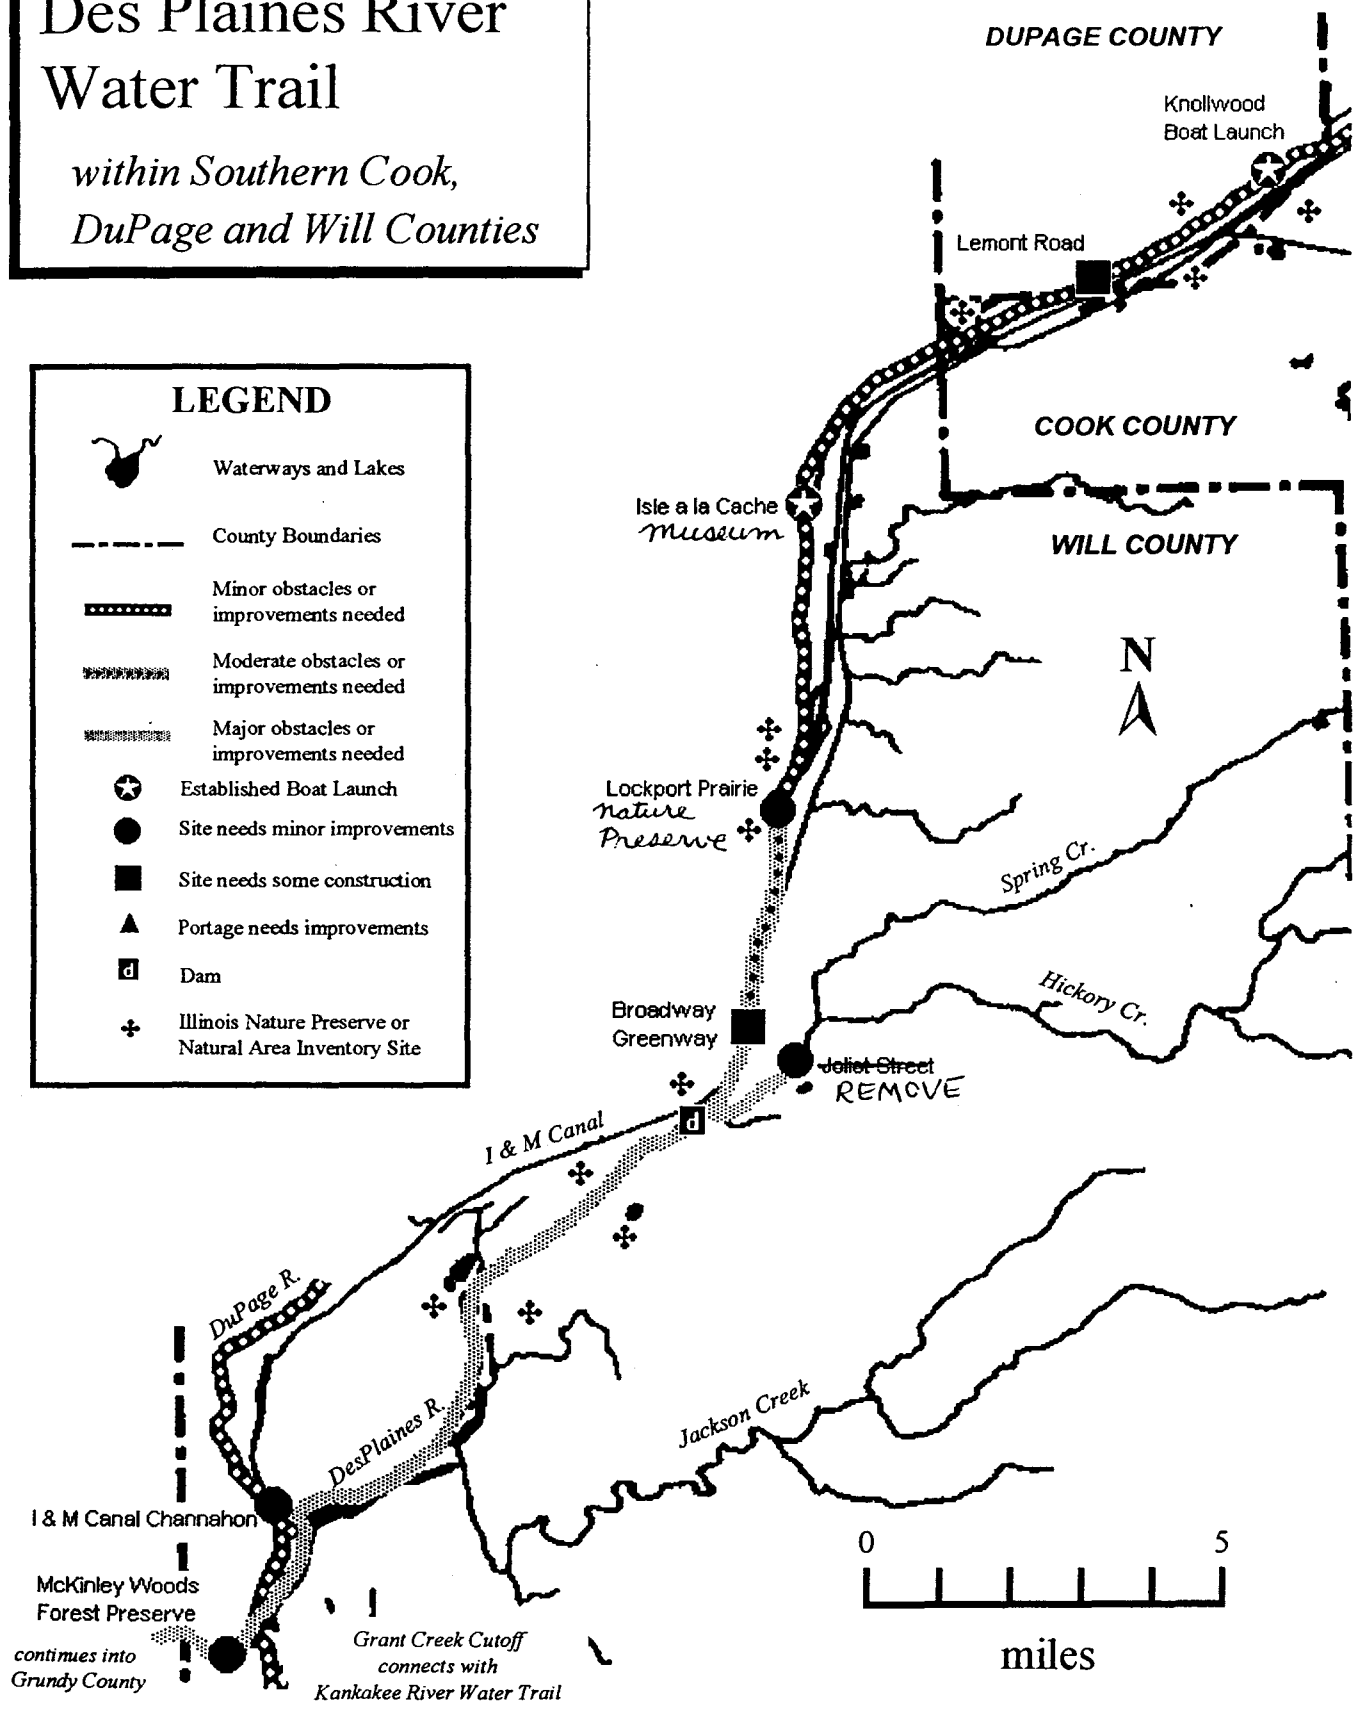 Des Plaines River
Water Trail
within Southern Cook,
DuPage and Will Counties
DUPAGE COUNTY
Knollwood
Boat Launch
Lemont Road
COOK COUNTY
WILL COUNTY
Isle a la Cache
Museum
N
LEGEND
Waterways and Lakes
County Boundaries
Minor obstacles or
improvements needed
Moderate obstacles or
improvements needed
Major obstacles or
improvements needed
Established Boat Launch
Site needs minor improvements
Site needs some construction
Portage needs improvements
d
Dam
Illinois Nature Preserve or
Natural Area Inventory Site
Lockport Prairie
Nature
Preserve
Spring Cr.
Hickory Cr.
Broadway
Greenway
Joliet Street
REMOVE
d
I & M Canal
DuPage R.
DesPlaines R.
Jackson Creek
I & M Canal Channahon
McKinley Woods
Forest Preserve
continues into
Grundy County
Grant Creek Cutoff
connects with
Kankakee River Water Trail
0 5
miles